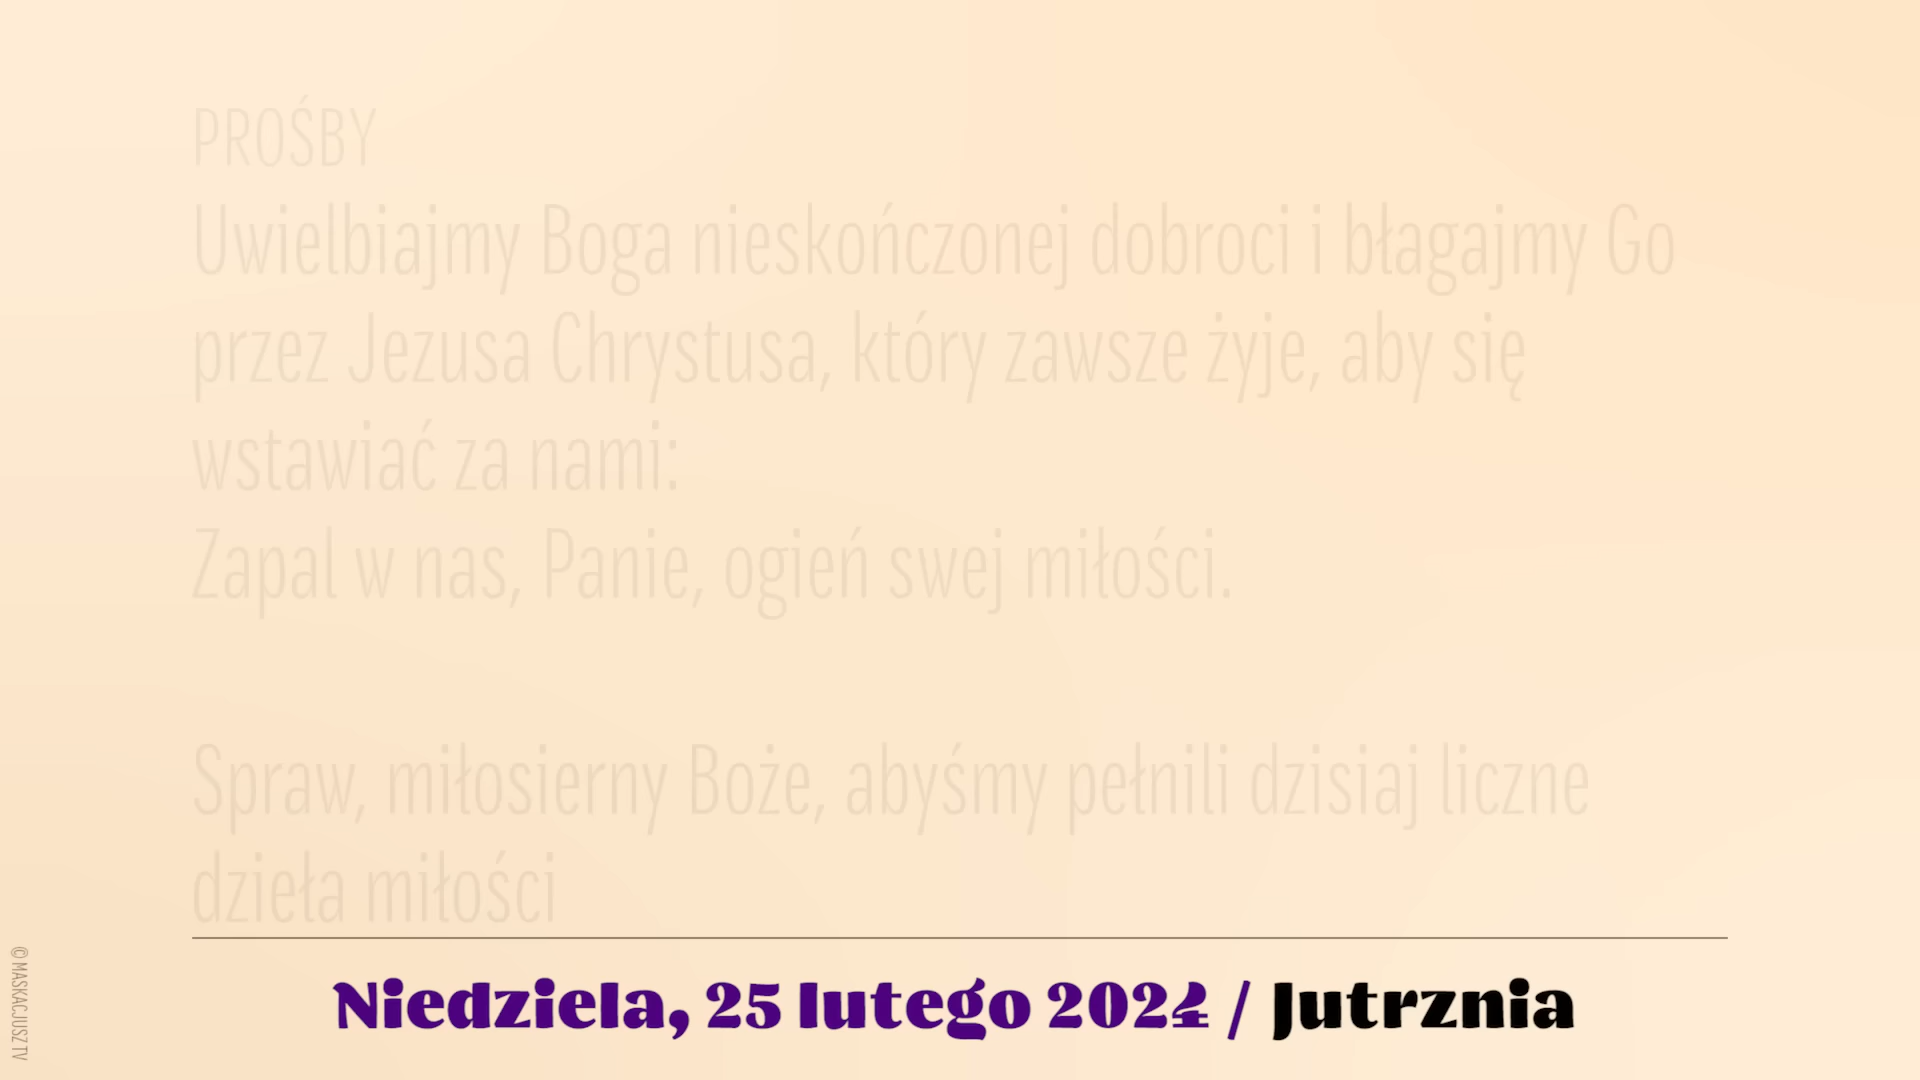 PROŚBY
Uwielbiajmy Boga nieskończonej dobroci i błagajmy Go
przez Jezusa Chrystusa, który zawsze żyje, aby się
wstawiać za nami:
Zapal w nas, Panie, ogień swej miłości.
Spraw, miłosierny Boże, abyśmy pełnili dzisiaj liczne
dzieła miłości
Niedziela, 25 lutego 2024 / Jutrznia
© MASKACJUSZ TV